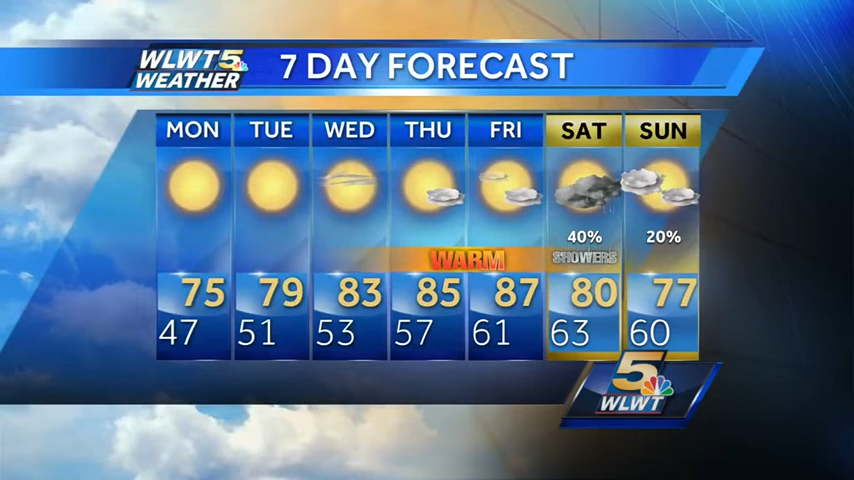 WLWT 5
WEATHER
7 DAY FORECAST
MON TUE WED THU FRI SAT SUN
40% 20%
WARM SHOWERS
75 79 83 85 87 80 77
47 51 53 57 61 63 60
5
WLWT